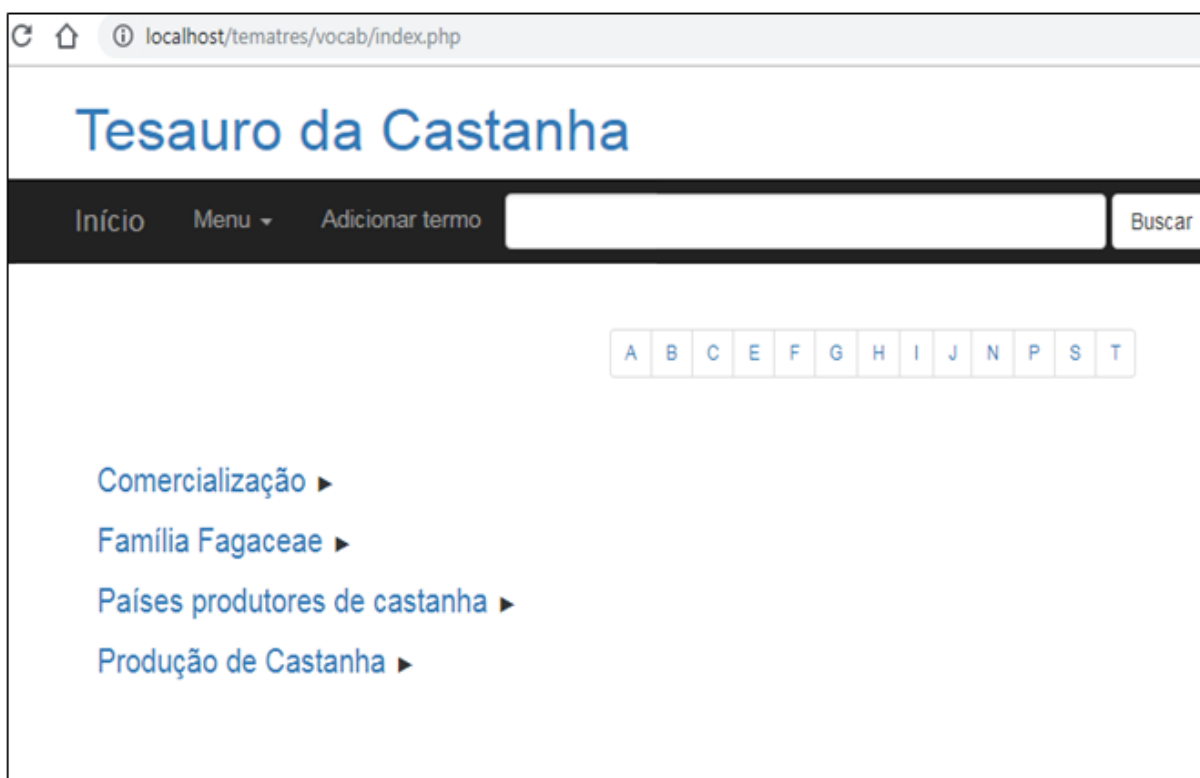 localhost/tematres/vocab/index.php
Tesauro da Castanha
Início Menu Adicionar termo Buscar
A B C E F G H I J N P S T
Comercialização
Família Fagaceae
Países produtores de castanha
Produção de Castanha